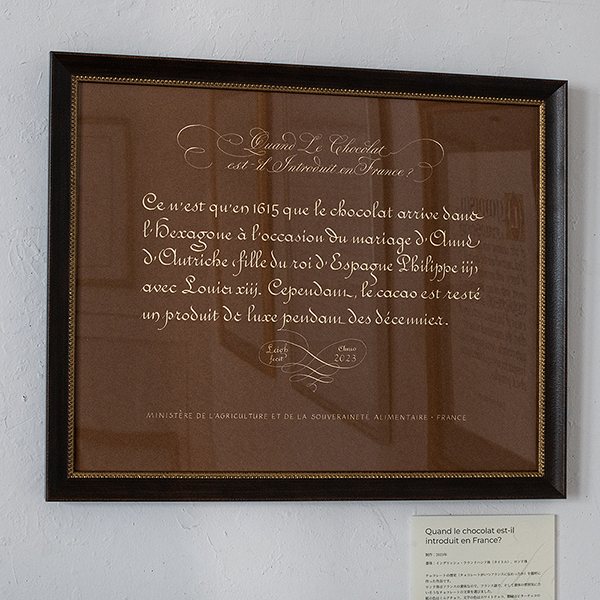 Quand Le Chocolat
est-il Introduit en France?
Ce n'est qu'en 1615 que le chocolat arrive dans
l'Hexagone à l'occasion du mariage d'Anne
d'Autriche (fille du roi d'Espagne Philippe iij)
avec Louis xiij. Cependant, le cacao est resté
un produit de luxe pendant des décennies.
fecit
Anno
2023
MINISTÈRE DE L'AGRICULTURE ET DE LA SOUVERAINETÉ ALIMENTAIRE · FRANCE
Quand le chocolat est-il
introduit en France?